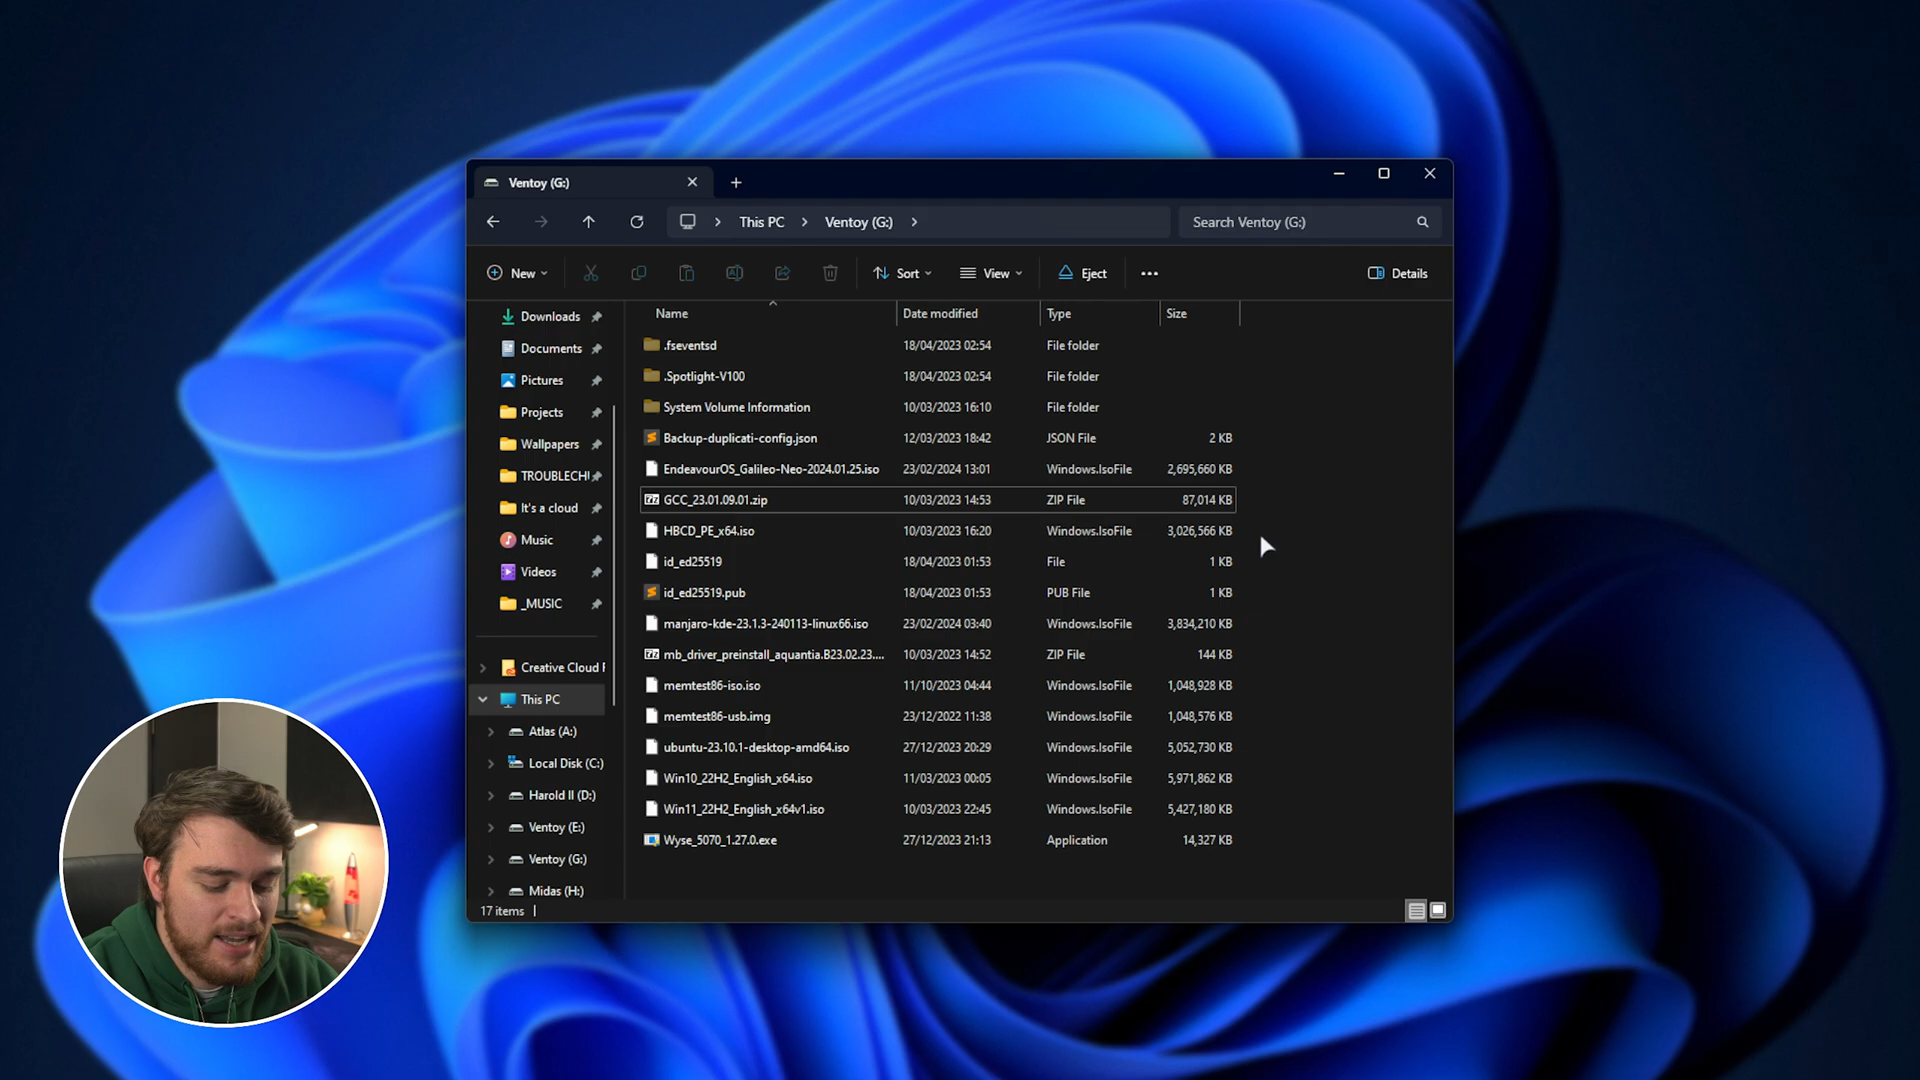 Ventoy (G:)
This PC
Ventoy (G:)
Search Ventoy (G:)
New
Sort
View
Eject
Details
Name
Date modified
Type
Size
Downloads
Documents
Pictures
Projects
Wallpapers
TROUBLECH
It's a cloud
Music
Videos
_MUSIC
Creative Cloud F
This PC
Atlas (A:)
Local Disk (C:)
Harold II (D:)
Ventoy (E:)
Ventoy (G:)
Midas (H:)
.fseventsd 18/04/2023 02:54 File folder
.Spotlight-V100 18/04/2023 02:54 File folder
System Volume Information 10/03/2023 16:10 File folder
Backup-duplicati-config.json 12/03/2023 18:42 JSON File 2 KB
EndeavourOS_Galileo-Neo-2024.01.25.iso 23/02/2024 13:01 Windows.IsoFile 2,695,660 KB
GCC_23.01.09.01.zip 10/03/2023 14:53 ZIP File 87,014 KB
HBCD_PE_x64.iso 10/03/2023 16:20 Windows.IsoFile 3,026,566 KB
id_ed25519 18/04/2023 01:53 File 1 KB
id_ed25519.pub 18/04/2023 01:53 PUB File 1 KB
manjaro-kde-23.1.3-240113-linux66.iso 23/02/2024 03:40 Windows.IsoFile 3,834,210 KB
mb_driver_preinstall_aquantia.B23.02.23.... 10/03/2023 14:52 ZIP File 144 KB
memtest86-iso.iso 11/10/2023 04:44 Windows.IsoFile 1,048,928 KB
memtest86-usb.img 23/12/2022 11:38 Windows.IsoFile 1,048,576 KB
ubuntu-23.10.1-desktop-amd64.iso 27/12/2023 20:29 Windows.IsoFile 5,052,730 KB
Win10_22H2_English_x64.iso 11/03/2023 00:05 Windows.IsoFile 5,971,862 KB
Win11_22H2_English_x64v1.iso 10/03/2023 22:45 Windows.IsoFile 5,427,180 KB
Wyse_5070_1.27.0.exe 27/12/2023 21:13 Application 14,327 KB
17 items